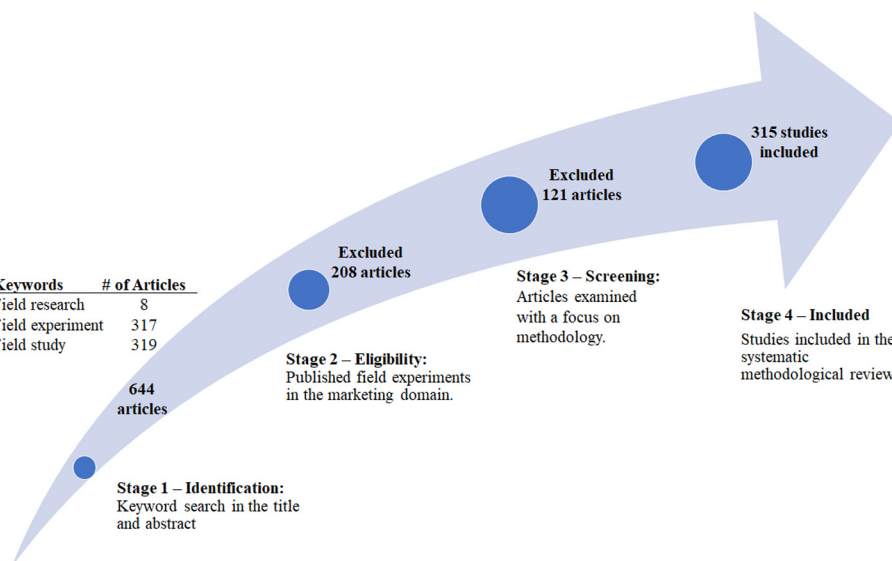 Keywords # of Articles
ield research 8
ield experiment 317
ield study 319
644
articles
Stage 1 – Identification:
Keyword search in the title
and abstract
Excluded
208 articles
Stage 2 – Eligibility:
Published field experiments
in the marketing domain.
Excluded
121 articles
Stage 3 – Screening:
Articles examined
with a focus on
methodology.
315 studies
included
Stage 4 – Included
Studies included in the
systematic
methodological review